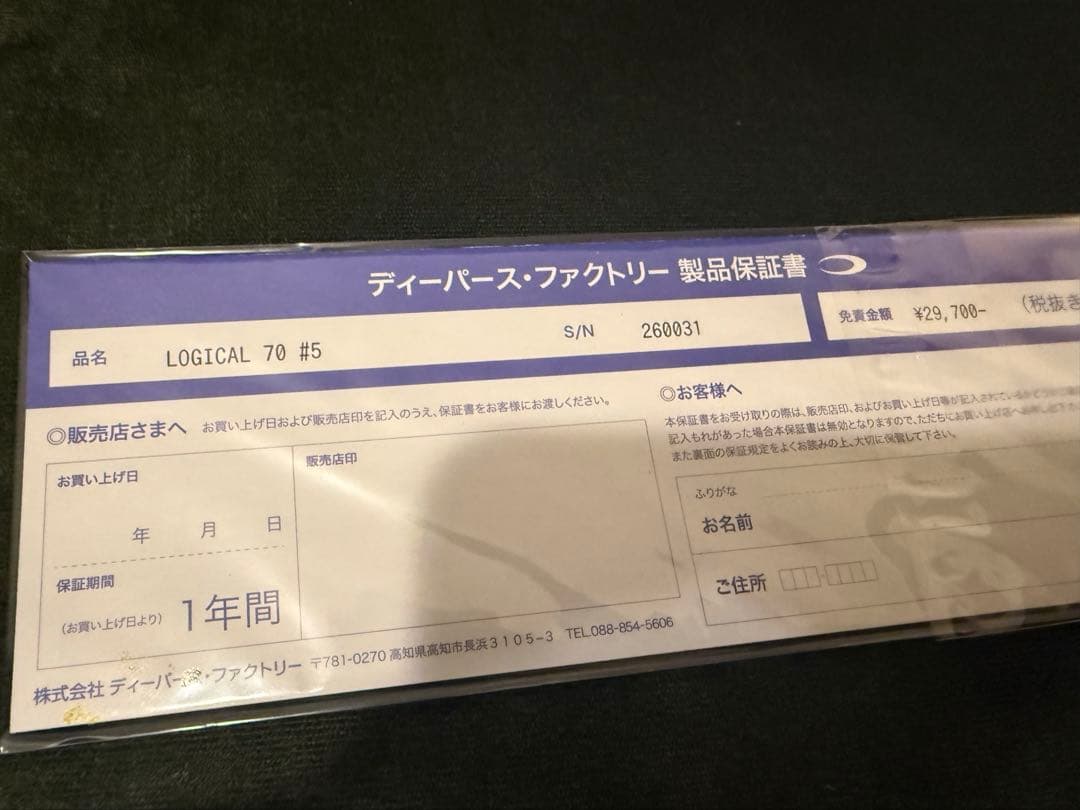 ディーパース・ファクトリー 製品保証書
品名 LOGICAL 70 #5 S/N 260031
免責金額 ¥29,700- (税抜き
◎販売店さまへ お買い上げ日および販売店印を記入のうえ、保証書をお客様にお渡しください。
お買い上げ日
年 月 日
保証期間
(お買い上げ日より) 1年間
販売店印
◎お客様へ
本保証書をお受け取りの際は、販売店印、およびお買い上げ日等が記入されているか
記入もれがあった場合本保証書は無効となりますので、ただちにお買い上げ店へ
また裏面の保証規定をよくお読みの上、大切に保管して下さい。
ふりがな
お名前
ご住所
株式会社 ディーパース・ファクトリー 〒781-0270 高知県高知市長浜3105-3 TEL.088-854-5606